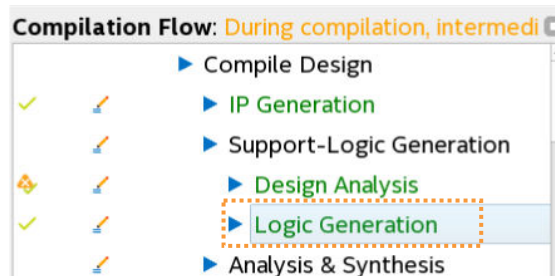 Compilation Flow: During compilation, intermedi
Compile Design
IP Generation
Support-Logic Generation
Design Analysis
Logic Generation
Analysis & Synthesis